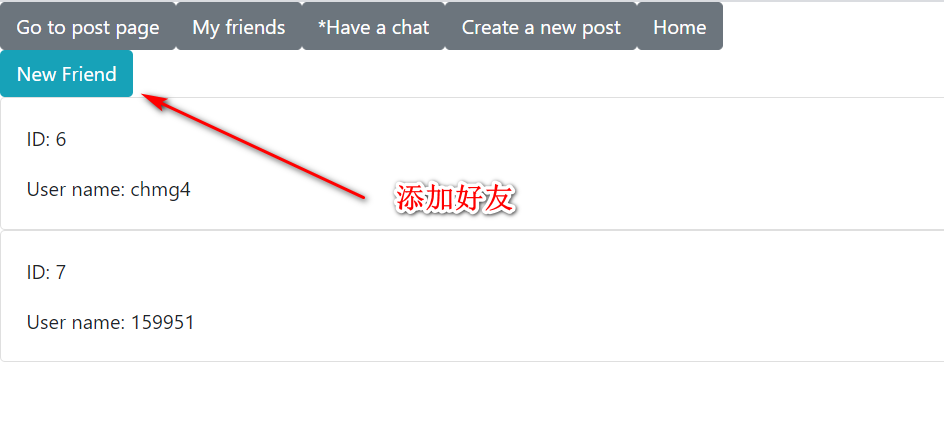 Go to post page My friends *Have a chat Create a new post Home
New Friend
ID: 6
User name: chmg4
添加好友
ID: 7
User name: 159951